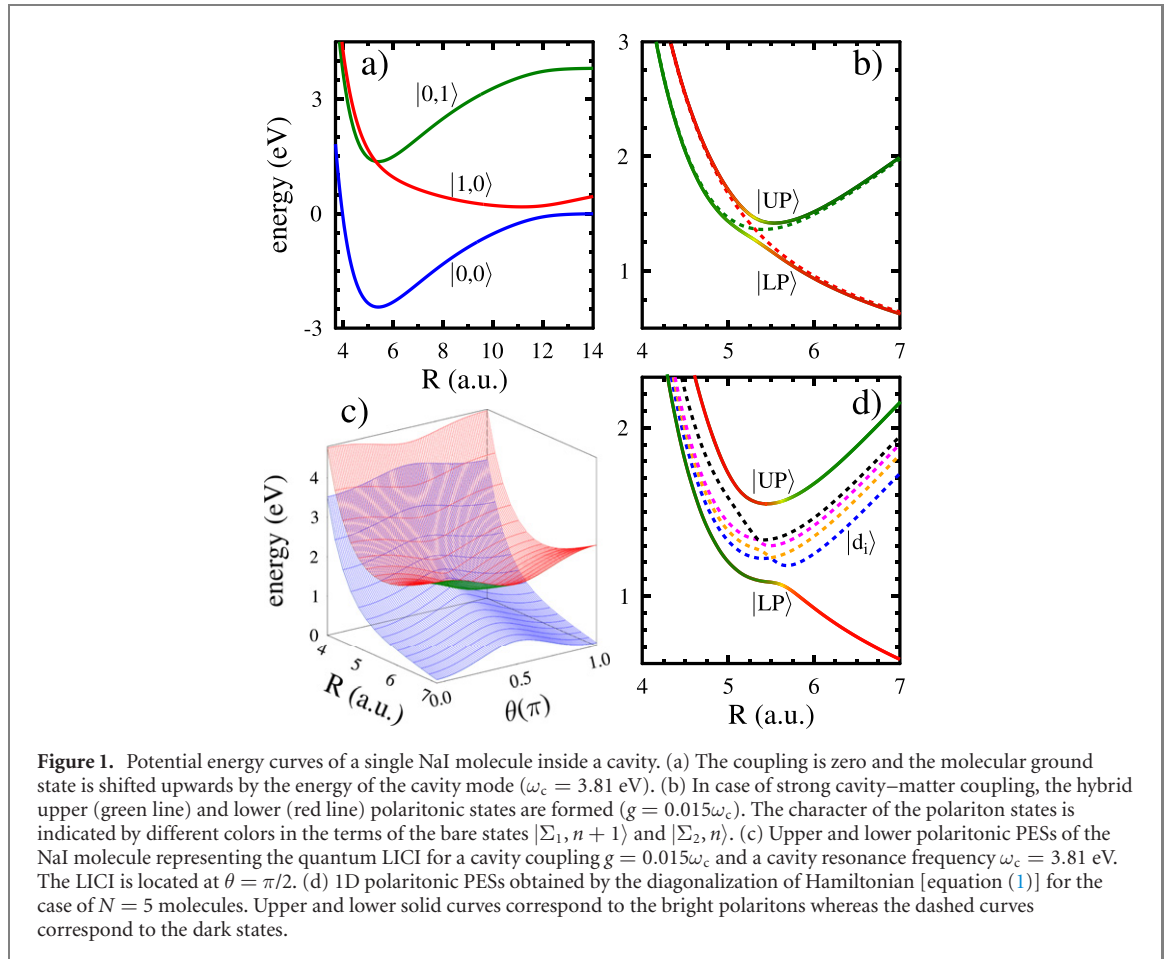 a)
|0,1⟩
|1,0⟩
|0,0⟩
energy (eV)
3
0
-3
4 6 8 10 12 14
R (a.u.)
b)
|UP⟩
|LP⟩
3
2
1
4 5 6 7
c)
energy (eV)
4
3
2
1
0
4
5
6
7
R (a.u.)
0.0
0.5
1.0
θ(π)
d)
|UP⟩
|d_i⟩
|LP⟩
2
1
4 5 6 7
R (a.u.)
Figure 1. Potential energy curves of a single NaI molecule inside a cavity. (a) The coupling is zero and the molecular ground
state is shifted upwards by the energy of the cavity mode (ω_c = 3.81 eV). (b) In case of strong cavity–matter coupling, the hybrid
upper (green line) and lower (red line) polaritonic states are formed (g = 0.015ω_c). The character of the polariton states is
indicated by different colors in the terms of the bare states |Σ_1, n + 1⟩ and |Σ_2, n⟩. (c) Upper and lower polaritonic PESs of the
NaI molecule representing the quantum LICI for a cavity coupling g = 0.015ω_c and a cavity resonance frequency ω_c = 3.81 eV.
The LICI is located at θ = π/2. (d) 1D polaritonic PESs obtained by the diagonalization of Hamiltonian [equation (1)] for the
case of N = 5 molecules. Upper and lower solid curves correspond to the bright polaritons whereas the dashed curves
correspond to the dark states.